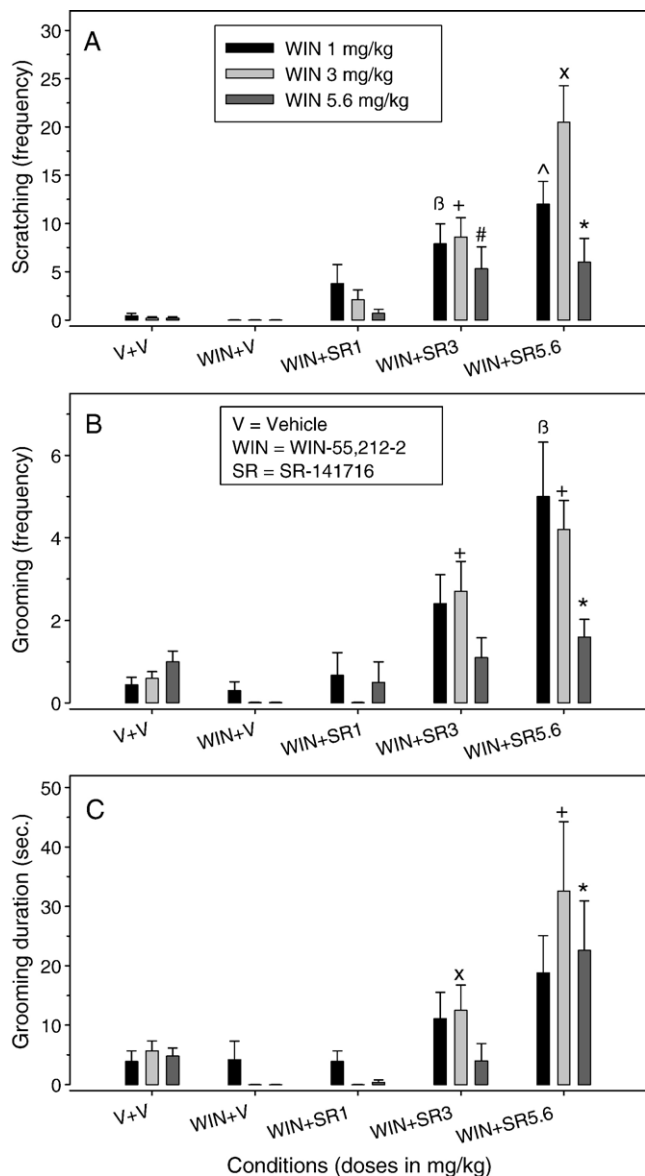 A
WIN 1 mg/kg
WIN 3 mg/kg
WIN 5.6 mg/kg
Scratching (frequency)
30
25
20
15
10
5
0
ß
+
#
^
x
*
V+V
WIN+V
WIN+SR1
WIN+SR3
WIN+SR5.6
B
V = Vehicle
WIN = WIN-55,212-2
SR = SR-141716
Grooming (frequency)
6
4
2
0
+
ß
+
*
V+V
WIN+V
WIN+SR1
WIN+SR3
WIN+SR5.6
C
Grooming duration (sec.)
50
40
30
20
10
0
x
+
*
V+V
WIN+V
WIN+SR1
WIN+SR3
WIN+SR5.6
Conditions (doses in mg/kg)